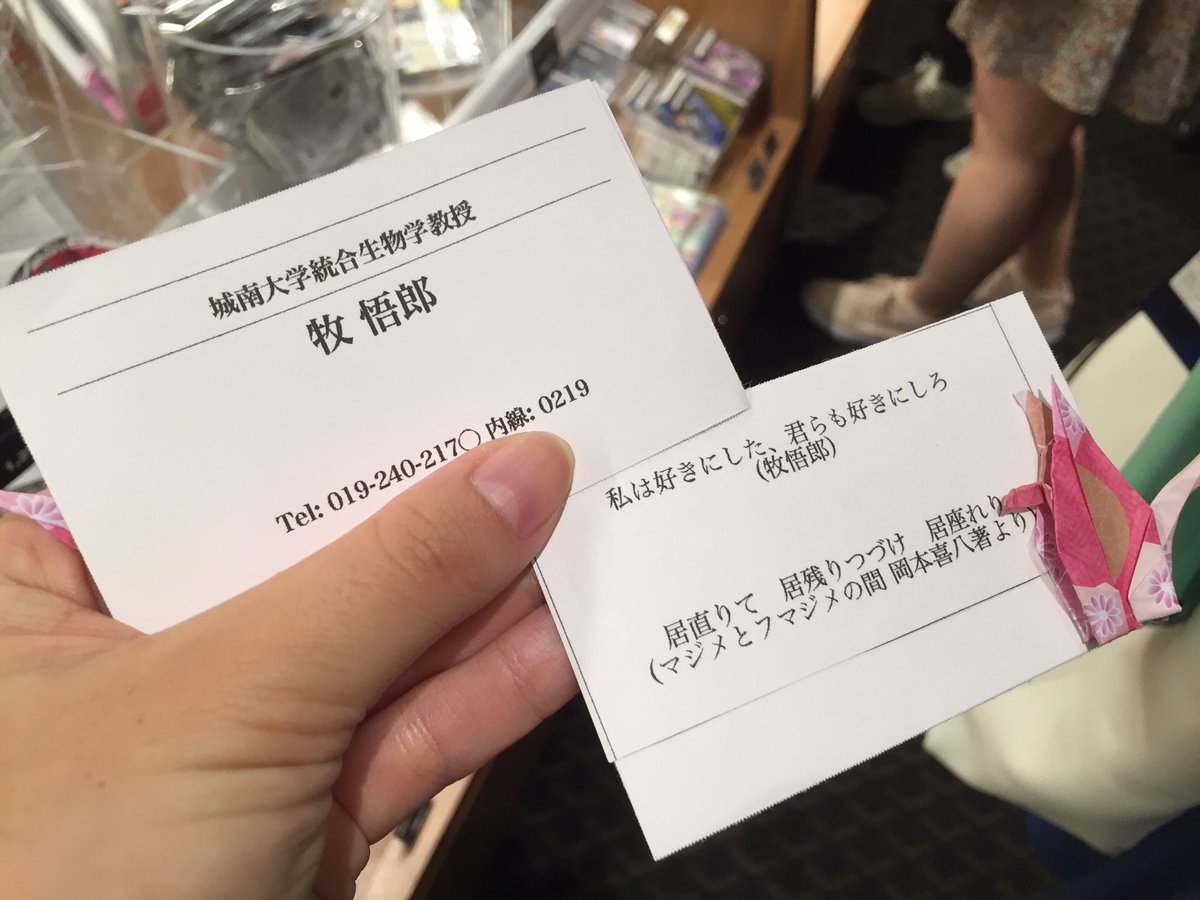 城南大学統合生物学教授
牧 悟郎
Tel: 019-240-217〇 内線: 0219
私は好きにした、君らも好きにしろ
(牧悟郎)
居直りて 居残りつづけ 居座れり
(マジメとフマジメの間 岡本喜八著より